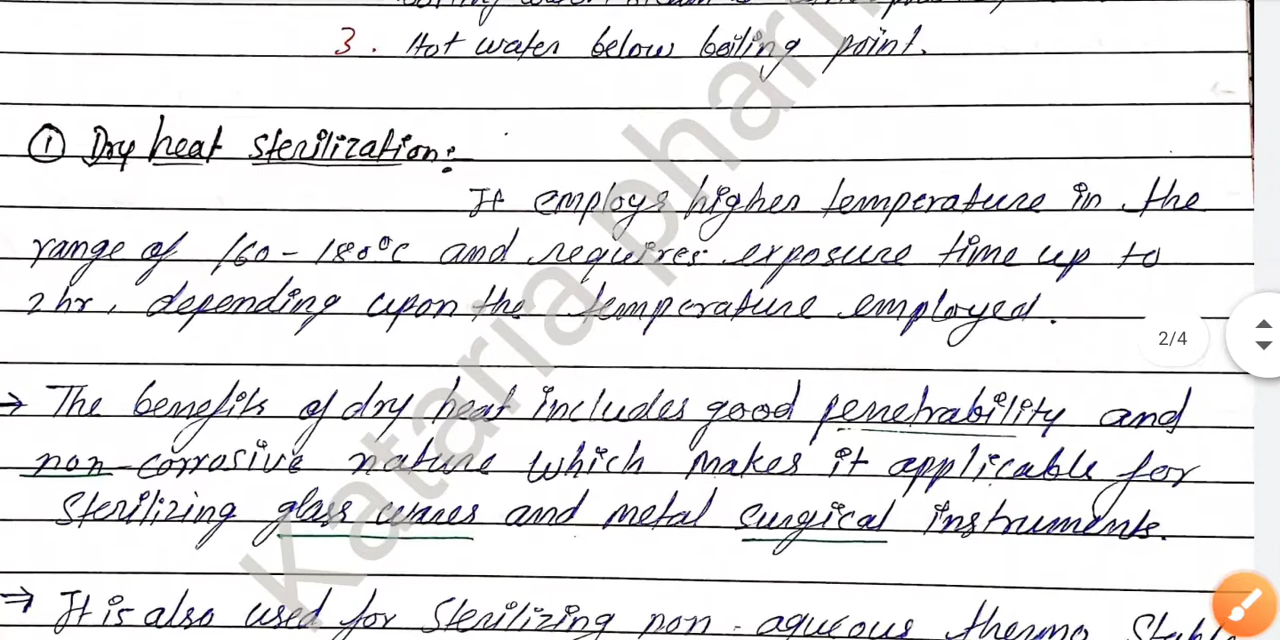 3. Hot water below boiling point.
① Dry heat sterilization:
It employs higher temperature in the
range of 160-180°c and requires exposure time up to
2 hr, depending upon the temperature employed.
2/4
→ The benefits of dry heat includes good penetrability and
non-corrosive nature which makes it applicable for
Sterilizing glass wares and metal surgical instruments.
→ It is also used for Sterilizing non-aqueous thermo Stable
Kataria phar